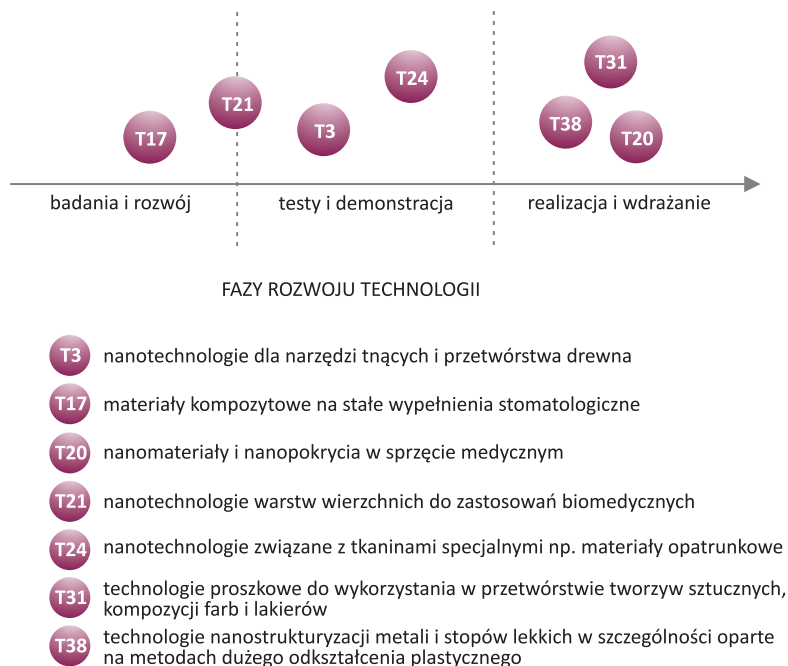 T31
T24
T21
T38
T3
T17
T20
badania i rozwój
testy i demonstracja
realizacja i wdrażanie
FAZY ROZWOJU TECHNOLOGII
T3 nanotechnologie dla narzędzi tnących i przetwórstwa drewna
T17 materiały kompozytowe na stałe wypełnienia stomatologiczne
T20 nanomateriały i nanopokrycia w sprzęcie medycznym
T21 nanotechnologie warstw wierzchnich do zastosowań biomedycznych
T24 nanotechnologie związane z tkaninami specjalnymi np. materiały opatrunkowe
T31 technologie proszkowe do wykorzystania w przetwórstwie tworzyw sztucznych,
kompozycji farb i lakierów
T38 technologie nanostrukturyzacji metali i stopów lekkich w szczególności oparte
na metodach dużego odkształcenia plastycznego